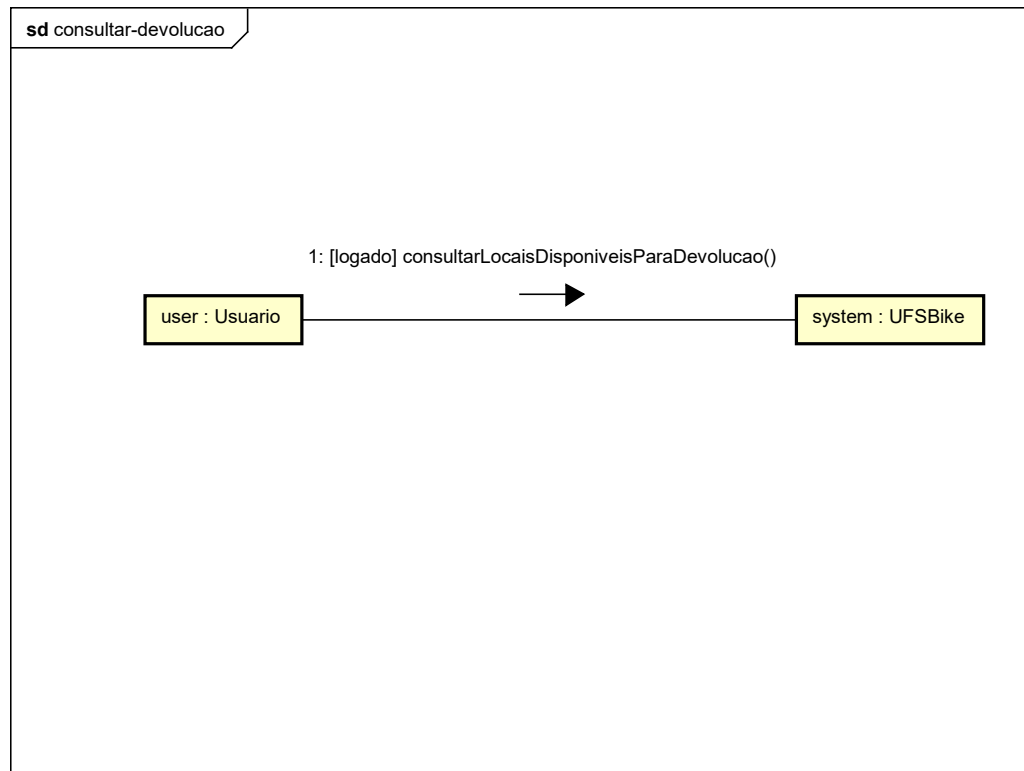 sd consultar-devolucao
1: [logado] consultarLocaisDisponiveisParaDevolucao()
user : Usuario
system : UFSBike